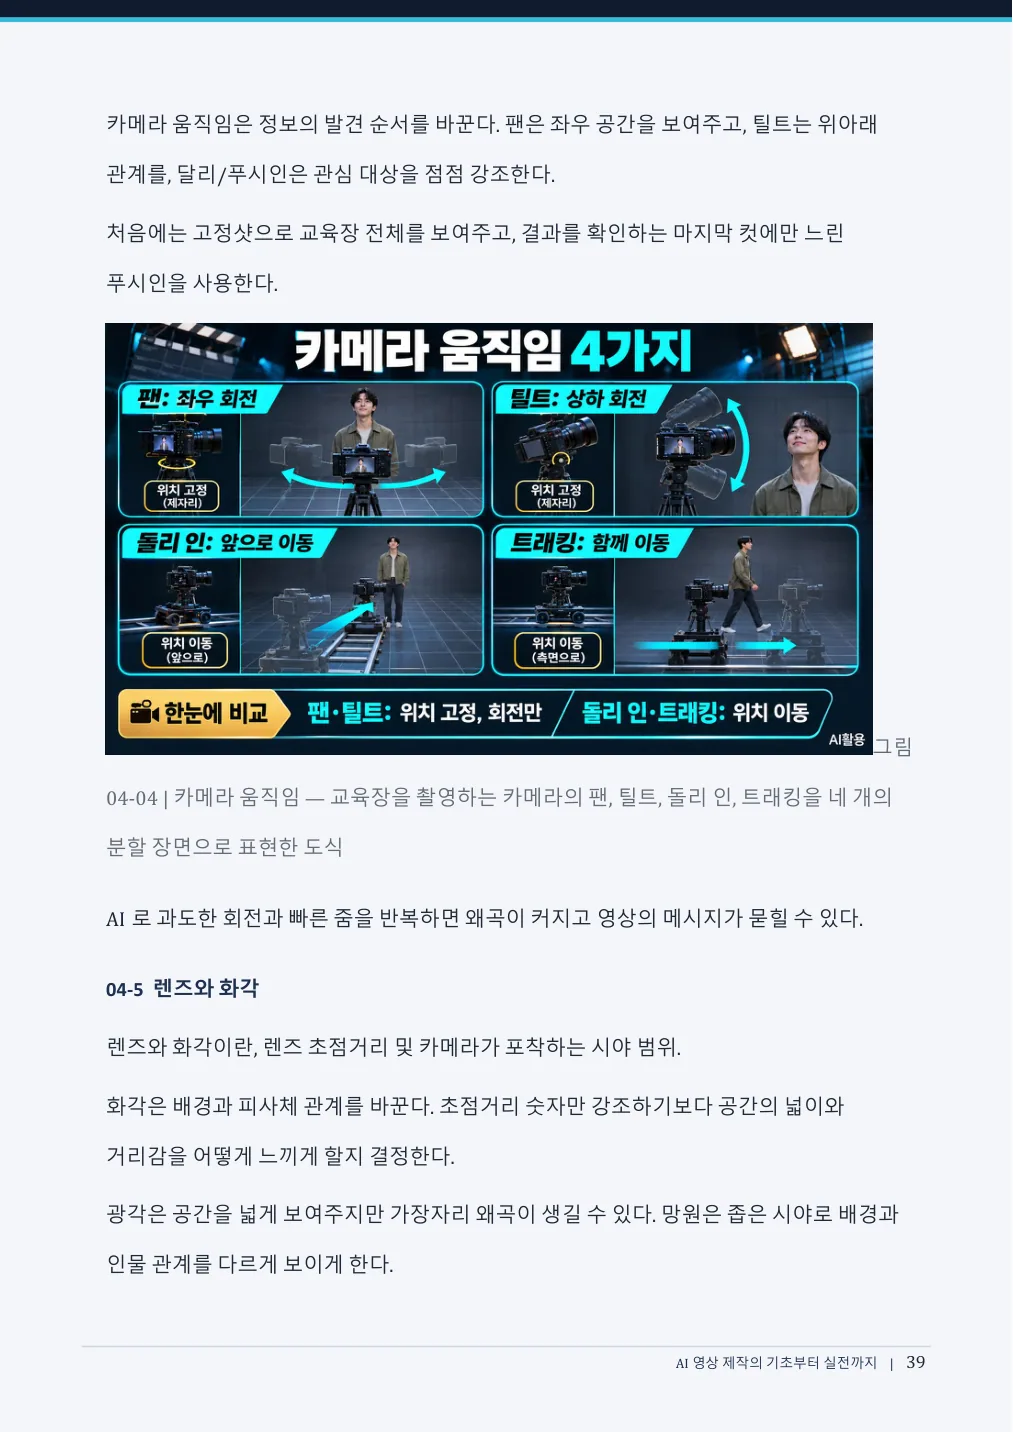 카메라 움직임은 정보의 발견 순서를 바꾼다. 팬은 좌우 공간을 보여주고, 틸트는 위아래
관계를, 달리/푸시인은 관심 대상을 점점 강조한다.
처음에는 고정샷으로 교육장 전체를 보여주고, 결과를 확인하는 마지막 컷에만 느린
푸시인을 사용한다.
카메라 움직임 4가지
팬: 좌우 회전
위치 고정
(제자리)
틸트: 상하 회전
위치 고정
(제자리)
돌리 인: 앞으로 이동
위치 이동
(앞으로)
트래킹: 함께 이동
위치 이동
(측면으로)
한눈에 비교
팬·틸트: 위치 고정, 회전만
돌리 인·트래킹: 위치 이동
AI활용
그림
04-04 | 카메라 움직임 — 교육장을 촬영하는 카메라의 팬, 틸트, 돌리 인, 트래킹을 네 개의
분할 장면으로 표현한 도식
AI 로 과도한 회전과 빠른 줌을 반복하면 왜곡이 커지고 영상의 메시지가 묻힐 수 있다.
04-5 렌즈와 화각
렌즈와 화각이란, 렌즈 초점거리 및 카메라가 포착하는 시야 범위.
화각은 배경과 피사체 관계를 바꾼다. 초점거리 숫자만 강조하기보다 공간의 넓이와
거리감을 어떻게 느끼게 할지 결정한다.
광각은 공간을 넓게 보여주지만 가장자리 왜곡이 생길 수 있다. 망원은 좁은 시야로 배경과
인물 관계를 다르게 보이게 한다.
AI 영상 제작의 기초부터 실전까지 | 39